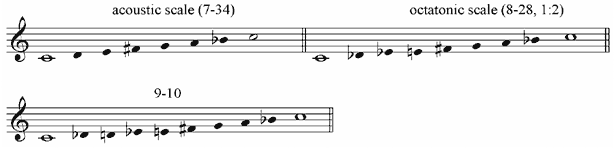 acoustic scale (7-34)
octatonic scale (8-28, 1:2)
9-10